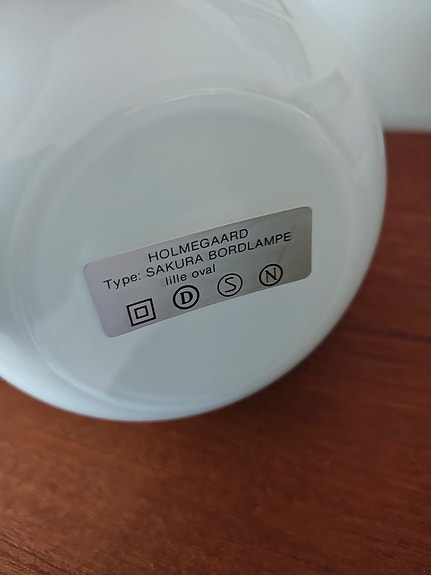 HOLMEGAARD
Type: SAKURA BORDLAMPE
lille oval
D S N